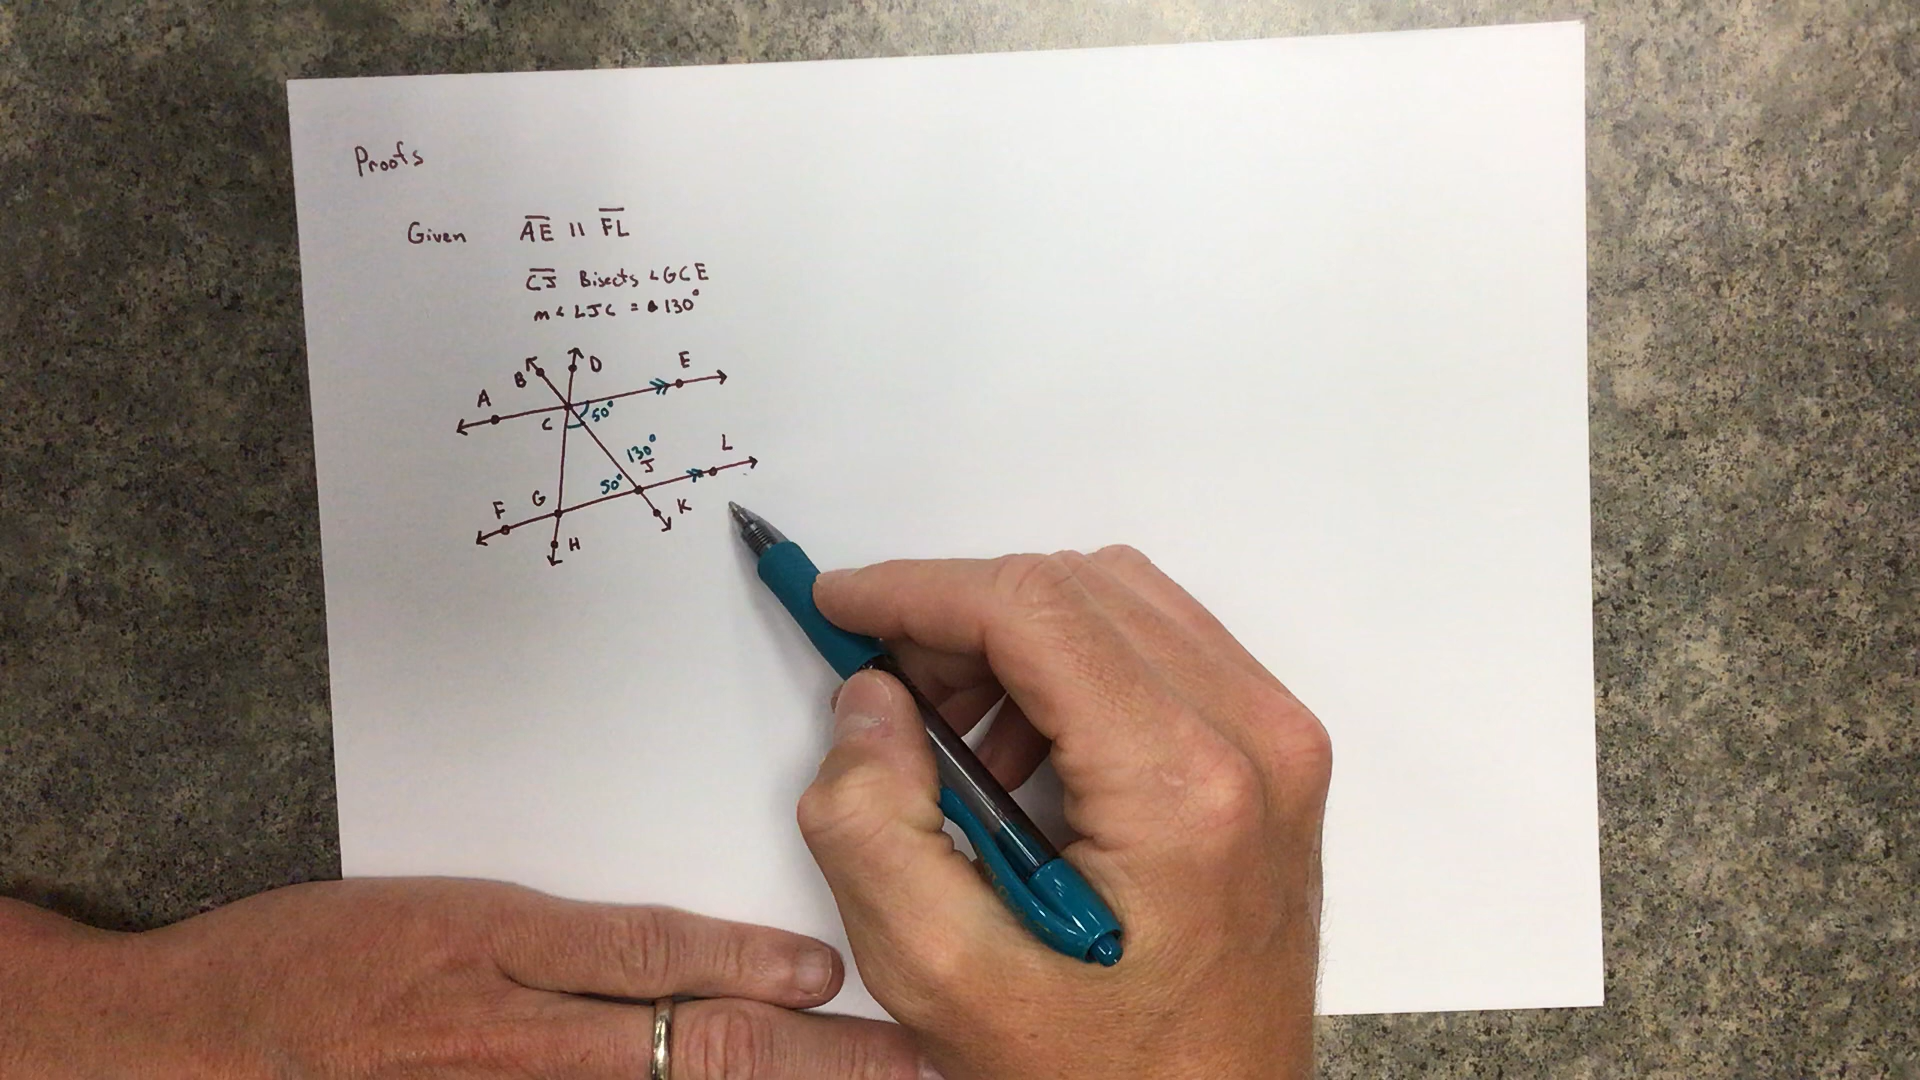 Proofs
Given AE || FL
CJ Bisects ∠GCE
m∠LJC = 130°
D
E
B
A
C
50°
130°
L
J
50°
G
K
F
H